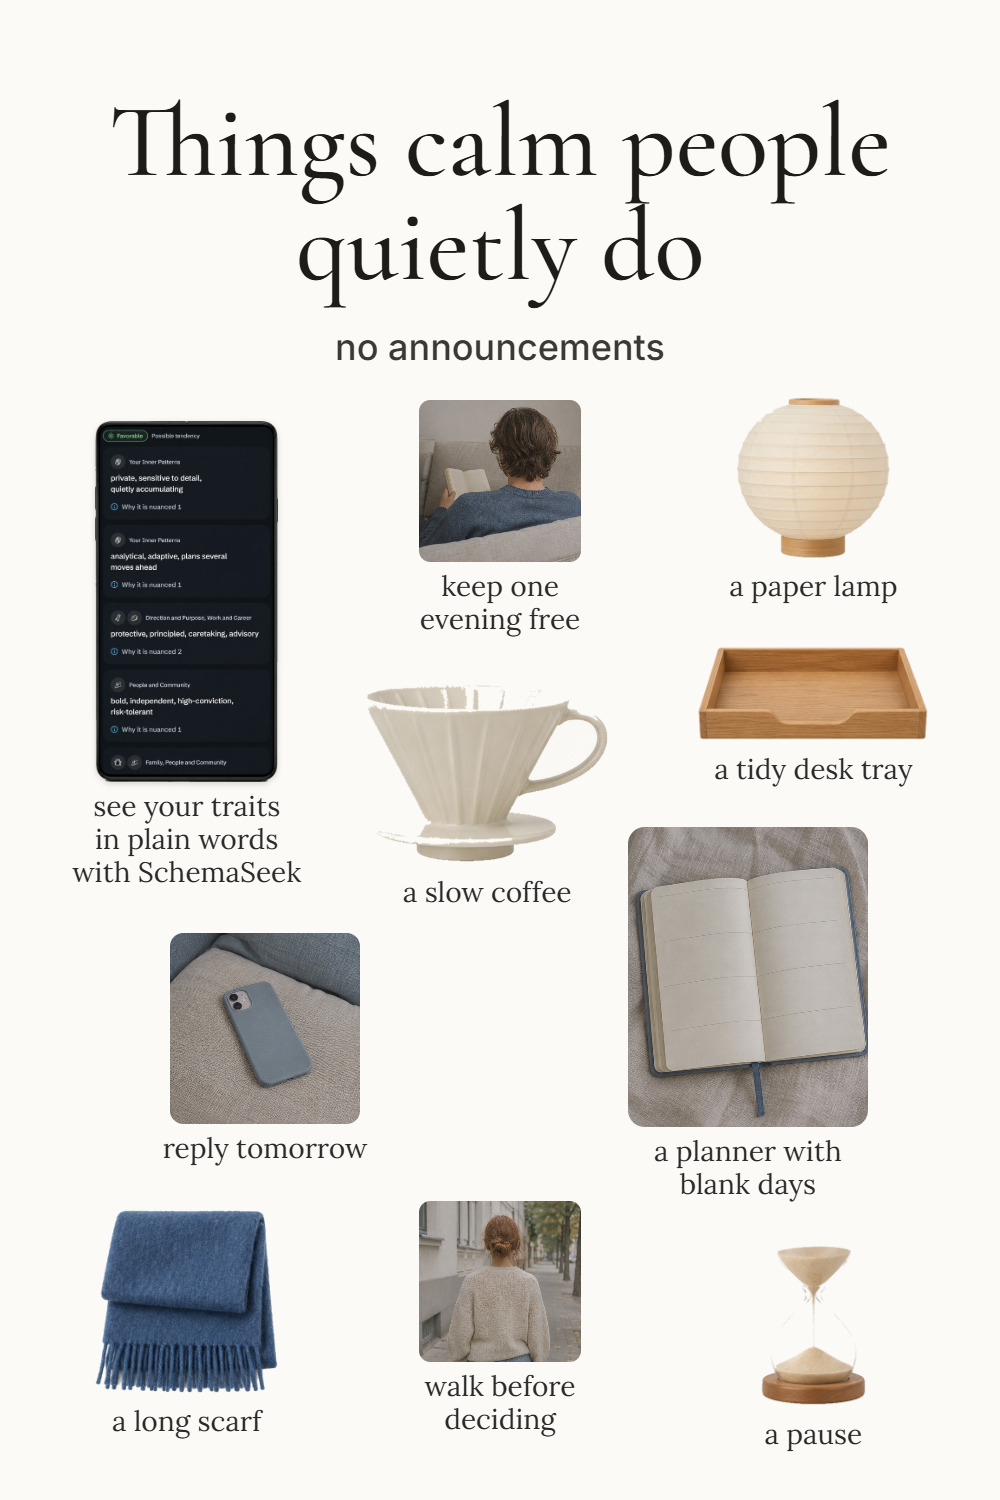 Things calm people
quietly do
no announcements
Favorable Possible tendency
Your Inner Patterns
private, sensitive to detail,
quietly accumulating
Why it is nuanced 1
Your Inner Patterns
analytical, adaptive, plans several
moves ahead
Why it is nuanced 1
Direction and Purpose, Work and Career
protective, principled, caretaking, advisory
Why it is nuanced 2
People and Community
bold, independent, high-conviction,
risk-tolerant
Why it is nuanced 1
Family, People and Community
see your traits
in plain words
with SchemaSeek
keep one
evening free
a paper lamp
a tidy desk tray
a slow coffee
reply tomorrow
a planner with
blank days
a long scarf
walk before
deciding
a pause